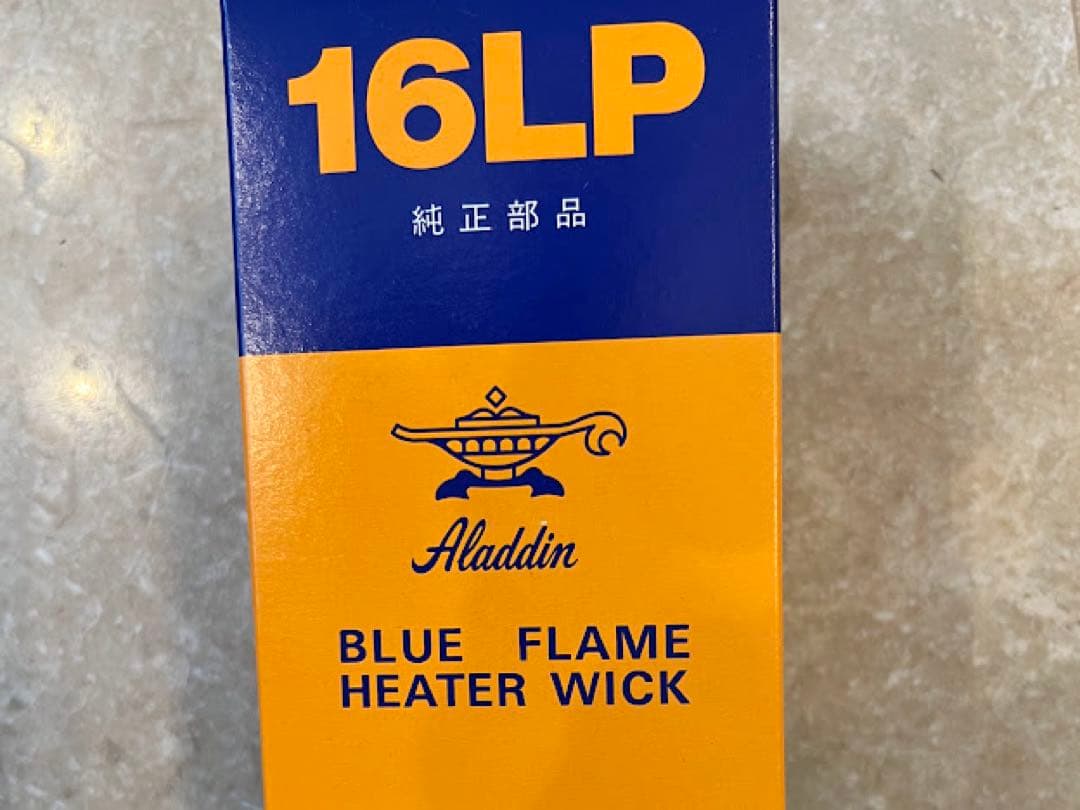 16LP
純正部品
Aladdin
BLUE FLAME
HEATER WICK